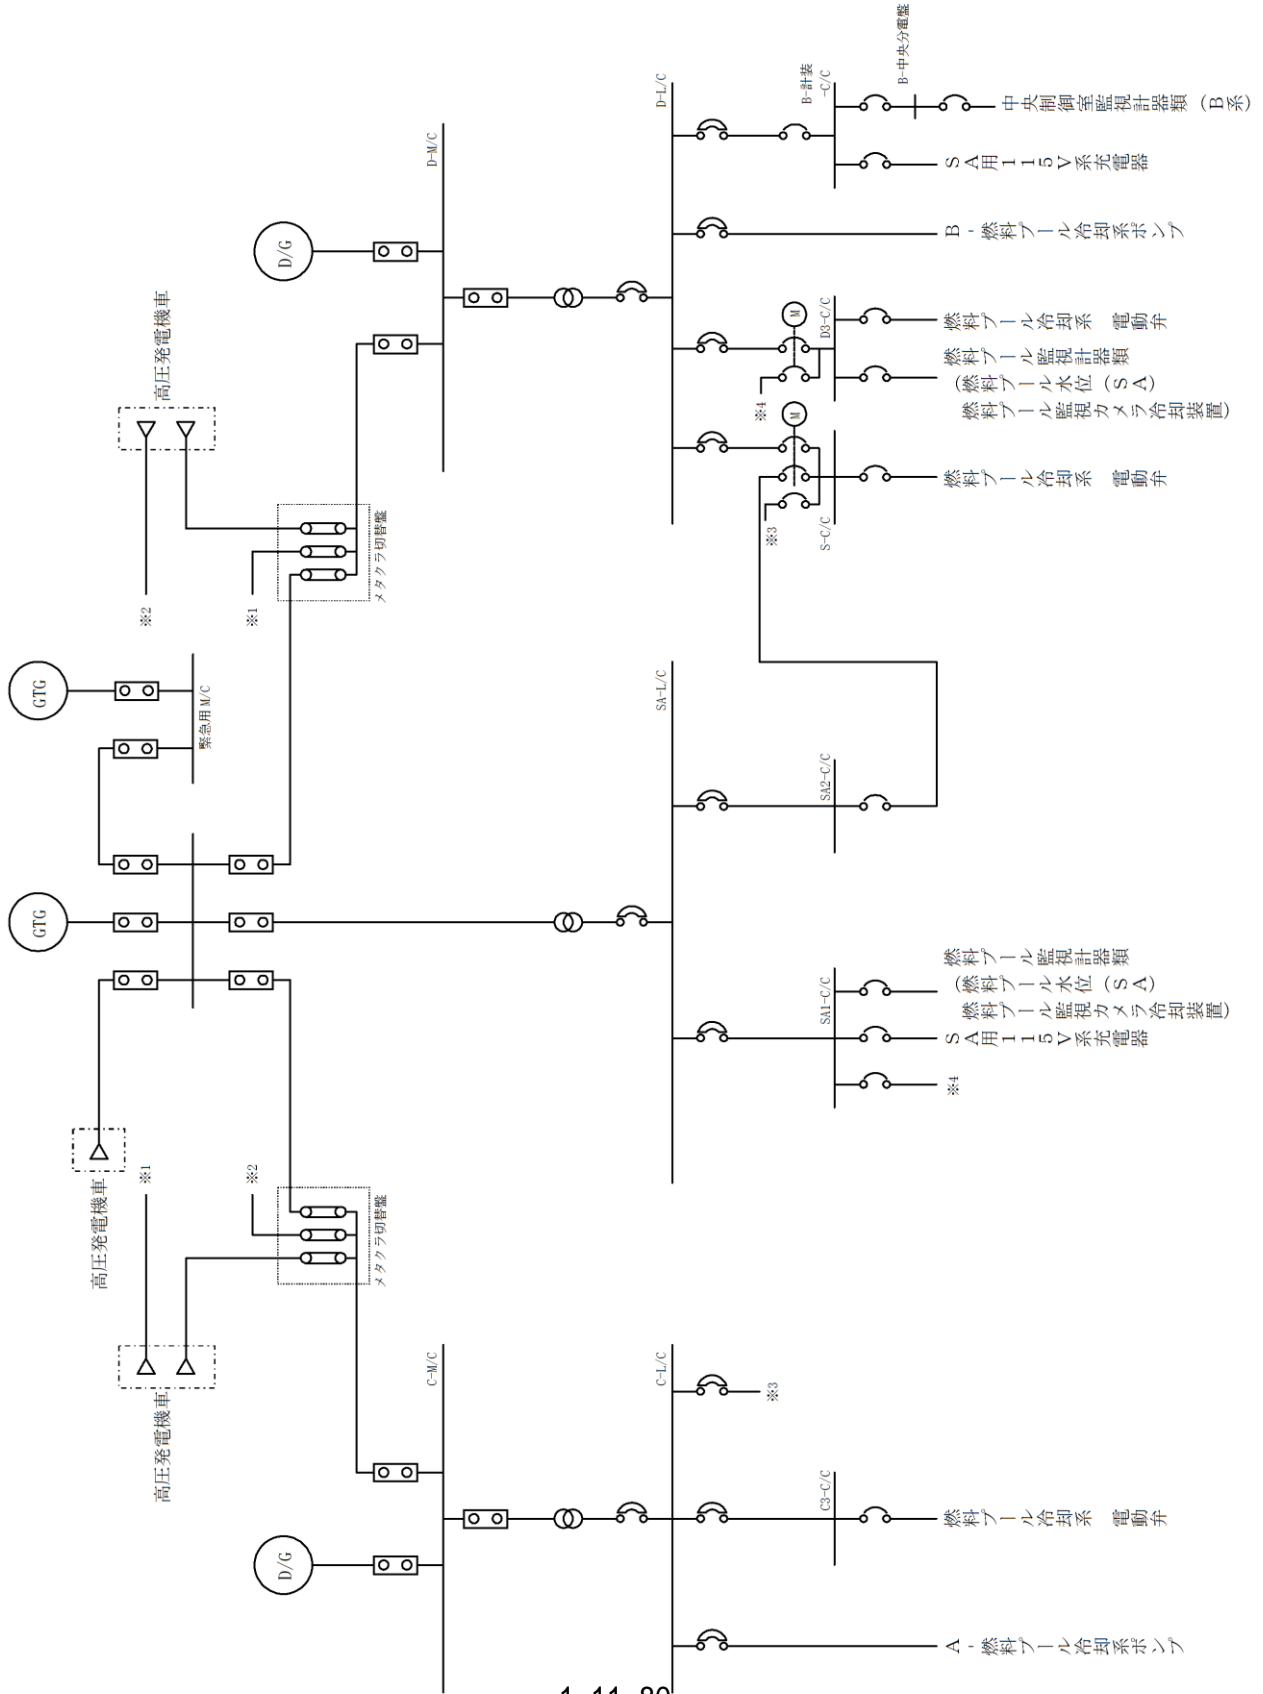 GTG
GTG
緊急用 M/C
高圧発電機車
高圧発電機車
高圧発電機車
※1
※2
※2
※1
メタクラ切替盤
メタクラ切替盤
D/G
D/G
C-M/C
D-M/C
C-L/C
SA-L/C
D-L/C
※3
C3-C/C
SA1-C/C
SA2-C/C
※3
S-C/C
M
※4
M
D3-C/C
B-計装
-C/C
B-中央分電盤
A-燃料プール冷却系ポンプ
燃料プール冷却系 電動弁
※4
SA用115V系充電器
燃料プール監視計器類
(燃料プール水位(SA)
燃料プール監視カメラ冷却装置)
燃料プール冷却系 電動弁
燃料プール監視計器類
(燃料プール水位(SA)
燃料プール監視カメラ冷却装置)
燃料プール冷却系 電動弁
B-燃料プール冷却系ポンプ
SA用115V系充電器
中央制御室監視計器類(B系)
1.11-80